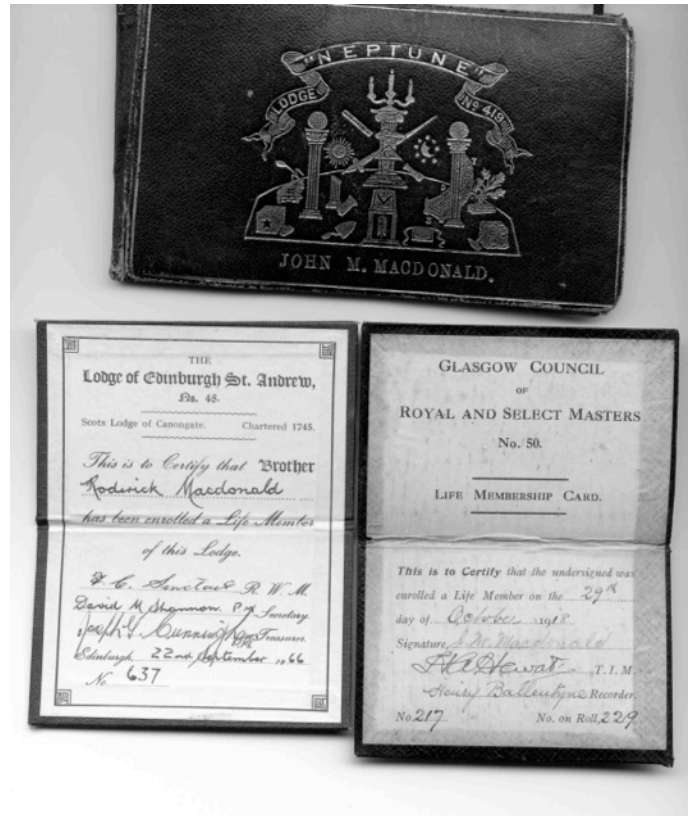 "NEPTUNE"
LODGE No 419
JOHN M. MACDONALD.
THE
Lodge of Edinburgh St. Andrew,
No. 48.
Scots Lodge of Canongate. Chartered 1745.
This is to Certify that Brother
Roderick Macdonald
has been enrolled a Life Member
of this Lodge.
C. Sinclair R. W. M.
David M Shannon. P.M. Secretary.
Joseph G Cunningham P.M. Treasurer.
Edinburgh, 22nd September 1966
No. 637
GLASGOW COUNCIL
OF
ROYAL AND SELECT MASTERS
No. 50.
LIFE MEMBERSHIP CARD.
This is to Certify that the undersigned was
enrolled a Life Member on the 29th
day of October 1918
Signature, J. M. Macdonald
Hewat T. I. M.
Henry Ballantyne Recorder.
No. 217 No. on Roll, 229